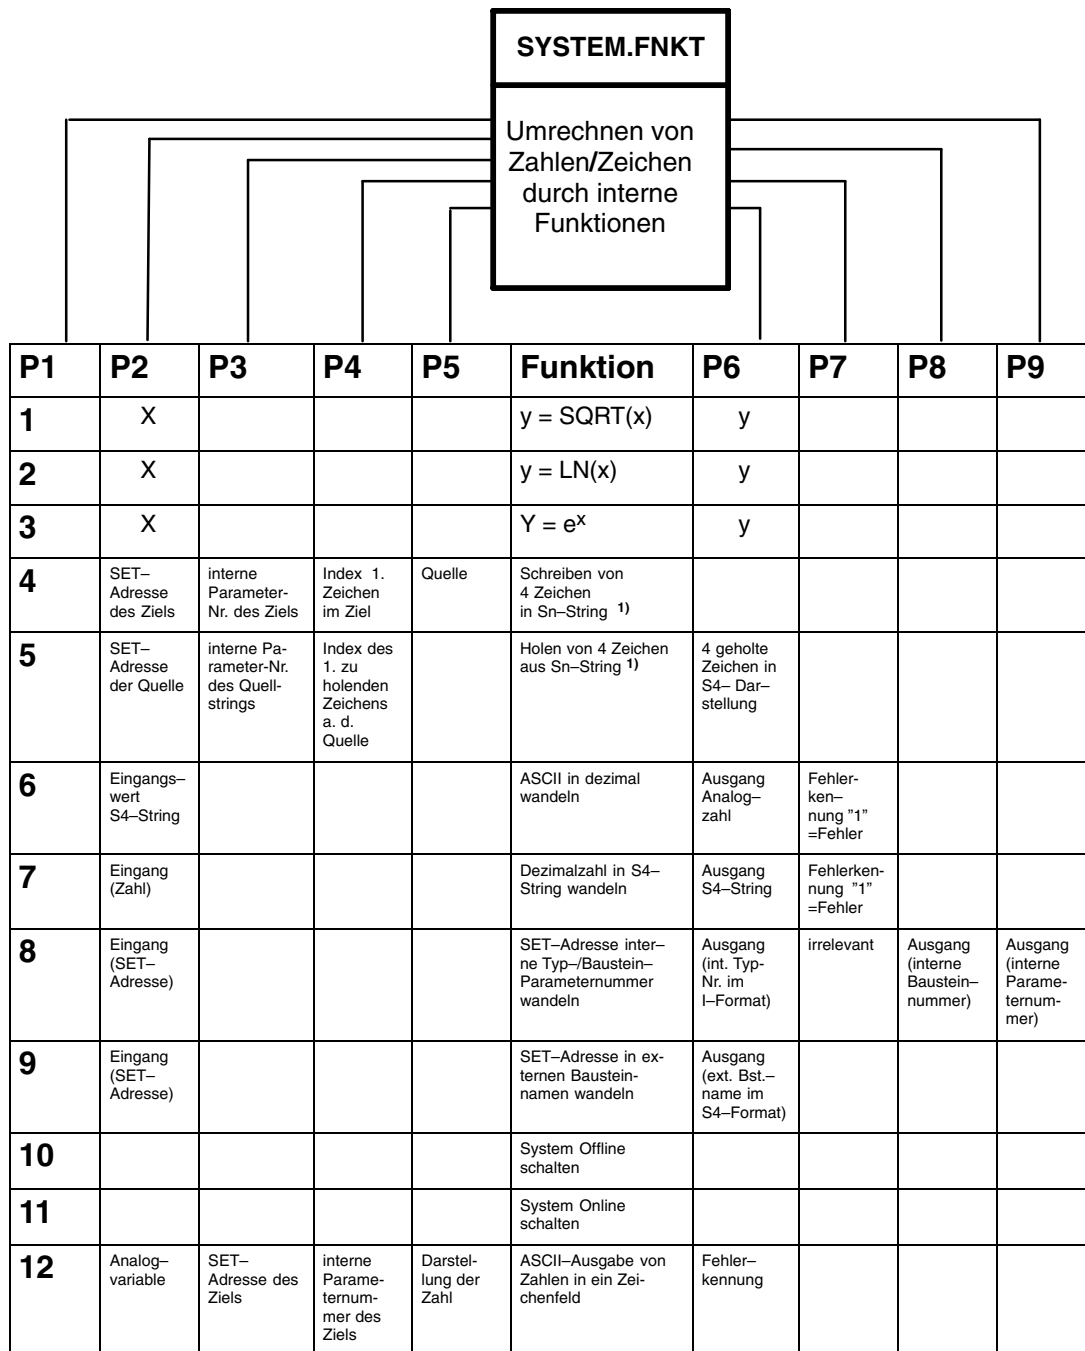 SYSTEM.FNKT
Umrechnen von
Zahlen/Zeichen
durch interne
Funktionen
P1 P2 P3 P4 P5 Funktion P6 P7 P8 P9
1 X y = SQRT(x) y
2 X y = LN(x) y
3 X Y = e^x y
4
SET–
Adresse
des Ziels
interne
Parameter-
Nr. des Ziels
Index 1.
Zeichen
im Ziel
Quelle
Schreiben von
4 Zeichen
in Sn–String 1)
5
SET–
Adresse
der Quelle
interne Pa-
rameter-Nr.
des Quell-
strings
Index des
1. zu
holenden
Zeichens
a. d.
Quelle
Holen von 4 Zeichen
aus Sn–String 1)
4 geholte
Zeichen in
S4– Dar–
stellung
6
Eingangs–
wert
S4–String
ASCII in dezimal
wandeln
Ausgang
Analog–
zahl
Fehler-
ken–
nung ”1”
=Fehler
7
Eingang
(Zahl)
Dezimalzahl in S4–
String wandeln
Ausgang
S4–String
Fehlerken-
nung ”1”
=Fehler
8
Eingang
(SET–
Adresse)
SET–Adresse inter–
ne Typ–/Baustein–
Parameternummer
wandeln
Ausgang
(int. Typ-
Nr. im
I–Format)
irrelevant
Ausgang
(interne
Baustein–
nummer)
Ausgang
(interne
Parame-
ternum-
mer)
9
Eingang
(SET–
Adresse)
SET–Adresse in ex-
ternen Baustein-
namen wandeln
Ausgang
(ext. Bst.–
name im
S4–Format)
10
System Offline
schalten
11
System Online
schalten
12
Analog–
variable
SET–
Adresse des
Ziels
interne
Parame-
ternum-
mer des
Ziels
Darstel-
lung der
Zahl
ASCII–Ausgabe von
Zahlen in ein Zei-
chenfeld
Fehler–
kennung